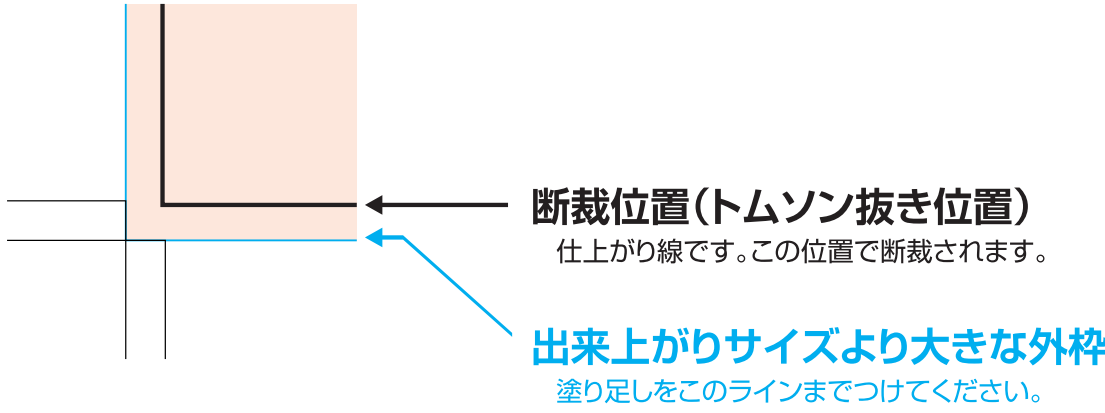 断裁位置（トムソン抜き位置）
仕上がり線です。この位置で断裁されます。
出来上がりサイズより大きな外枠
塗り足しをこのラインまでつけてください。